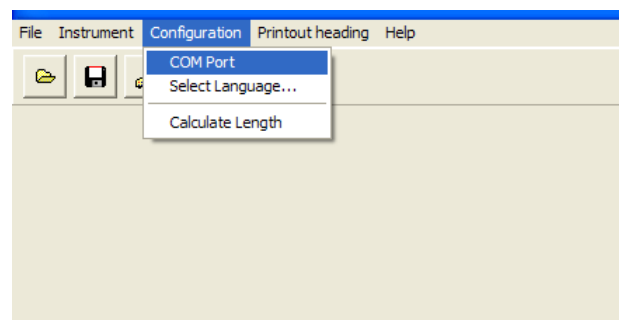 File Instrument Configuration Printout heading Help
COM Port
Select Language...
Calculate Length